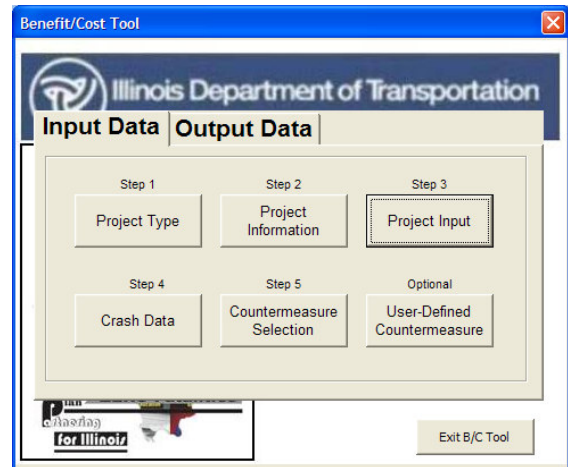 Benefit/Cost Tool
Illinois Department of Transportation
Input Data
Output Data
Step 1
Step 2
Step 3
Project Type
Project
Information
Project Input
Step 4
Step 5
Optional
Crash Data
Countermeasure
Selection
User-Defined
Countermeasure
for Illinois
Exit B/C Tool